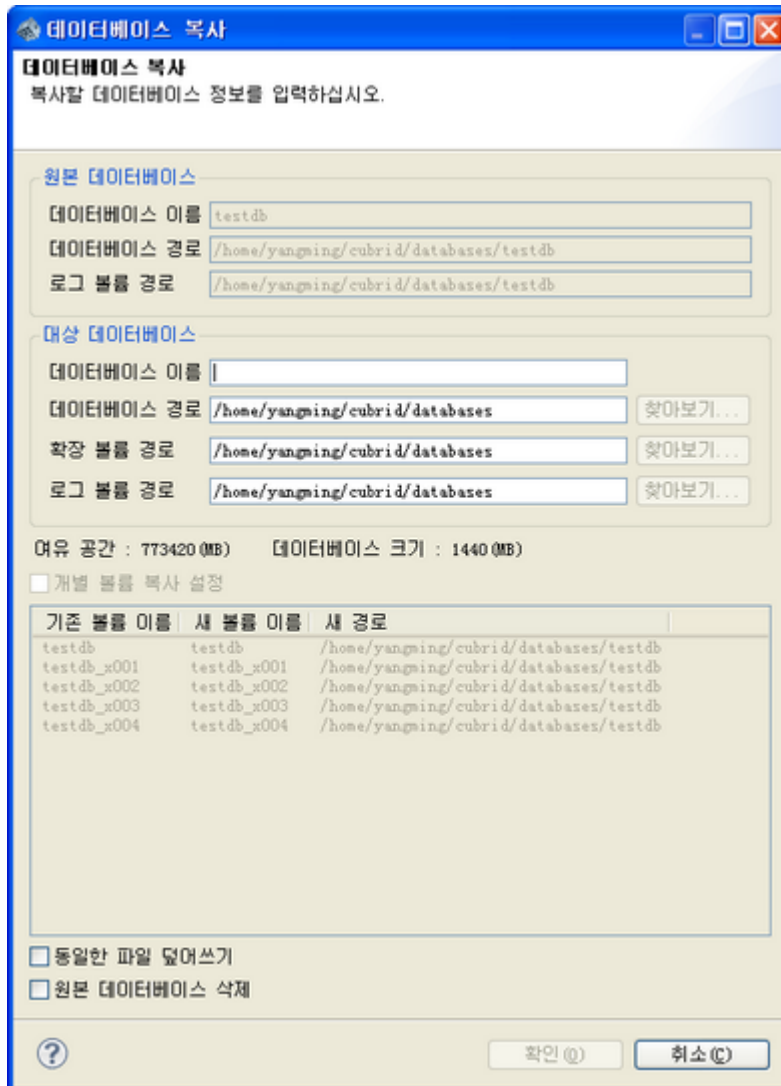 데이터베이스 복사
데이터베이스 복사
복사할 데이터베이스 정보를 입력하십시오.
원본 데이터베이스
데이터베이스 이름 testdb
데이터베이스 경로 /home/yangming/cubrid/databases/testdb
로그 볼륨 경로 /home/yangming/cubrid/databases/testdb
대상 데이터베이스
데이터베이스 이름
데이터베이스 경로 /home/yangming/cubrid/databases 찾아보기...
확장 볼륨 경로 /home/yangming/cubrid/databases 찾아보기...
로그 볼륨 경로 /home/yangming/cubrid/databases 찾아보기...
여유 공간 : 773420(MB) 데이터베이스 크기 : 1440(MB)
개별 볼륨 복사 설정
기존 볼륨 이름 새 볼륨 이름 새 경로
testdb testdb /home/yangming/cubrid/databases/testdb
testdb_x001 testdb_x001 /home/yangming/cubrid/databases/testdb
testdb_x002 testdb_x002 /home/yangming/cubrid/databases/testdb
testdb_x003 testdb_x003 /home/yangming/cubrid/databases/testdb
testdb_x004 testdb_x004 /home/yangming/cubrid/databases/testdb
동일한 파일 덮어쓰기
원본 데이터베이스 삭제
? 확인(O) 취소(C)